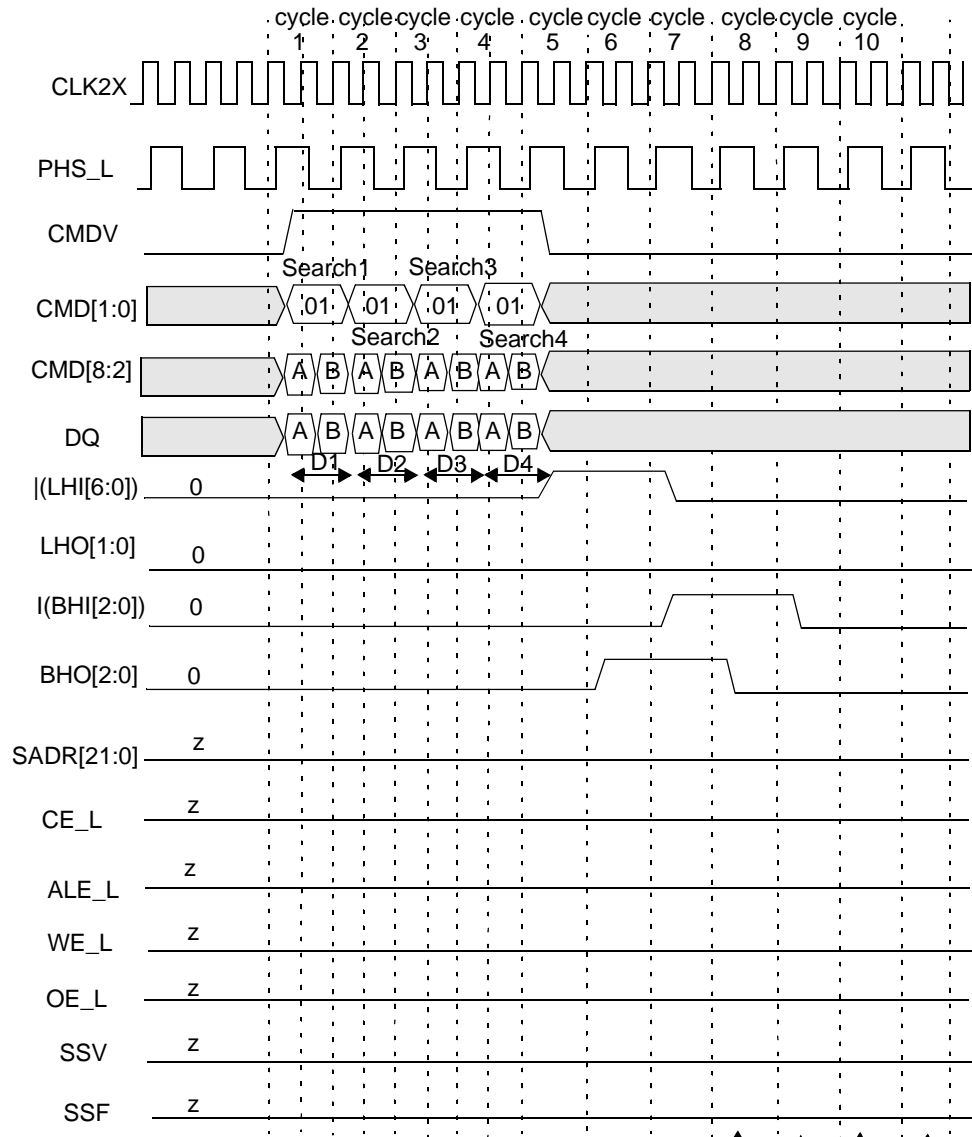 cycle cycle cycle cycle cycle cycle cycle cycle cycle cycle
1 2 3 4 5 6 7 8 9 10
CLK2X
PHS_L
CMDV
Search1 Search3
CMD[1:0] 01 01 01 01
Search2 Search4
CMD[8:2] A B A B A B A B
DQ A B A B A B A B
D1 D2 D3 D4
|(LHI[6:0]) 0
LHO[1:0] 0
I(BHI[2:0]) 0
BHO[2:0] 0
SADR[21:0] z
CE_L z
ALE_L z
WE_L z
OE_L z
SSV z
SSF z